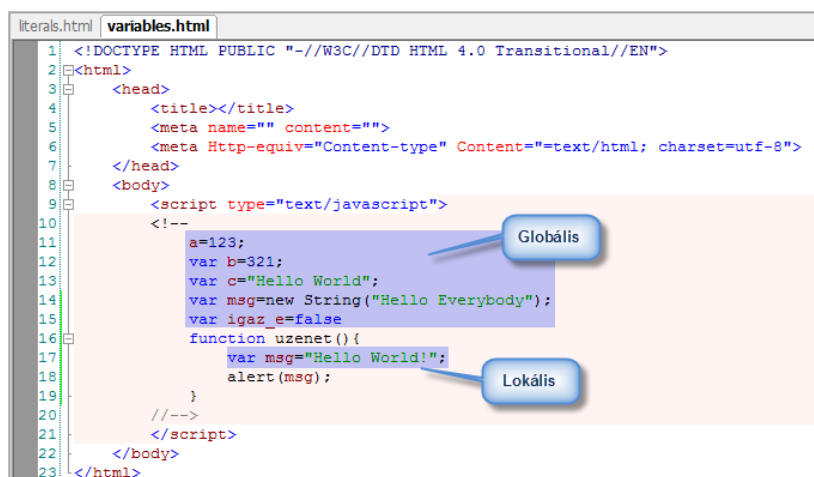 literals.html variables.html
1 <!DOCTYPE HTML PUBLIC "-//W3C//DTD HTML 4.0 Transitional//EN">
2 <html>
3 <head>
4 <title></title>
5 <meta name="" content="">
6 <meta Http-equiv="Content-type" Content="=text/html; charset=utf-8">
7 </head>
8 <body>
9 <script type="text/javascript">
10 <!--
11 a=123;
Globális
12 var b=321;
13 var c="Hello World";
14 var msg=new String("Hello Everybody");
15 var igaz_e=false
16 function uzenet(){
17 var msg="Hello World!";
18 alert(msg);
Lokális
19 }
20 //-->
21 </script>
22 </body>
23 </html>